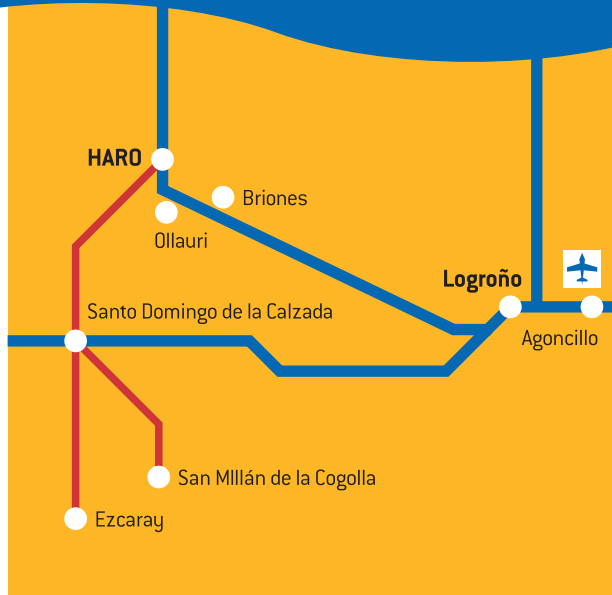 HARO
Briones
Ollauri
Logroño
Santo Domingo de la Calzada
Agoncillo
San MIllán de la Cogolla
Ezcaray